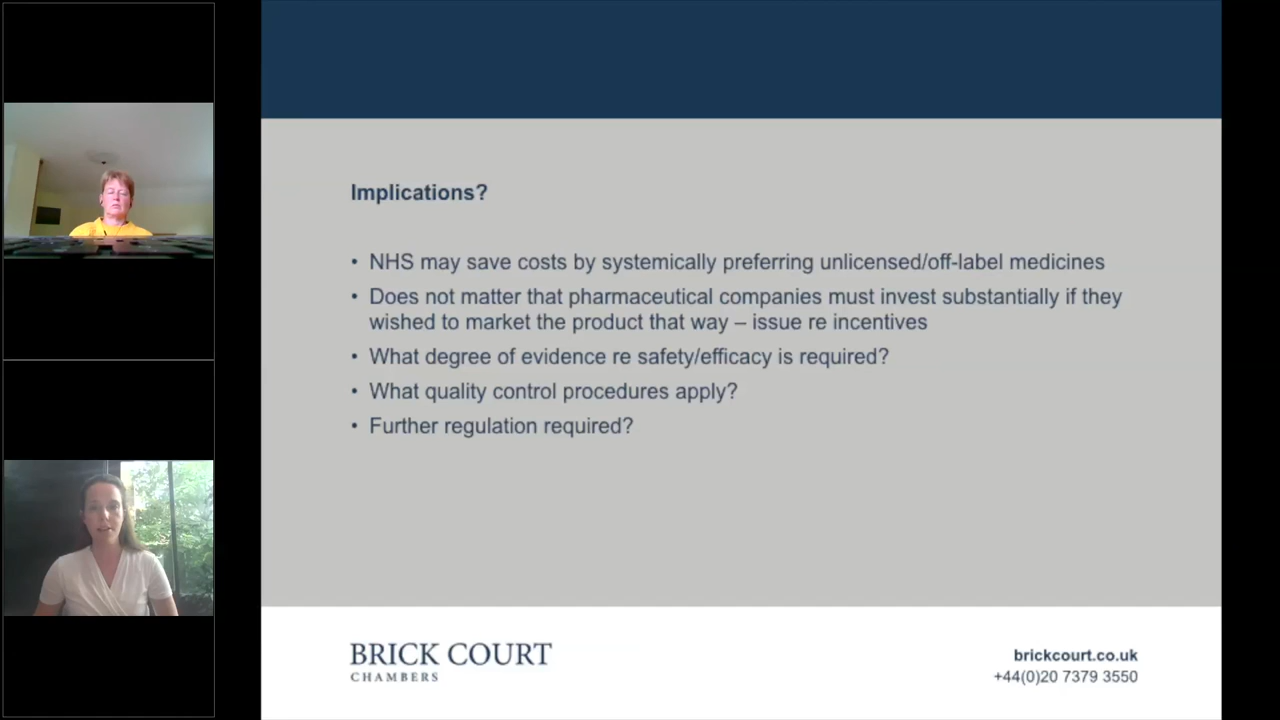 Implications?
• NHS may save costs by systemically preferring unlicensed/off-label medicines
• Does not matter that pharmaceutical companies must invest substantially if they
wished to market the product that way – issue re incentives
• What degree of evidence re safety/efficacy is required?
• What quality control procedures apply?
• Further regulation required?
BRICK COURT
CHAMBERS
brickcourt.co.uk
+44(0)20 7379 3550